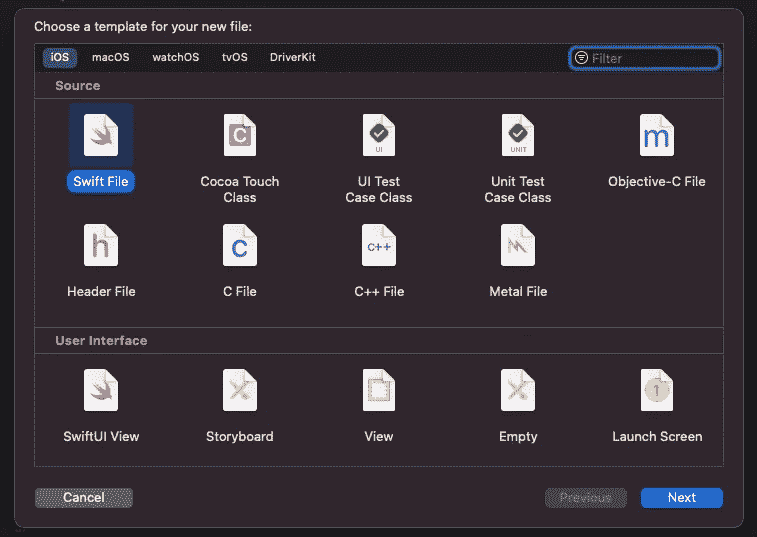 Choose a template for your new file:
iOS macOS watchOS tvOS DriverKit Filter
Source
C UI UNIT m
Swift File Cocoa Touch Class UI Test Case Class Unit Test Case Class Objective-C File
h C C++
Header File C File C++ File Metal File
User Interface
1
SwiftUI View Storyboard View Empty Launch Screen
Cancel Previous Next